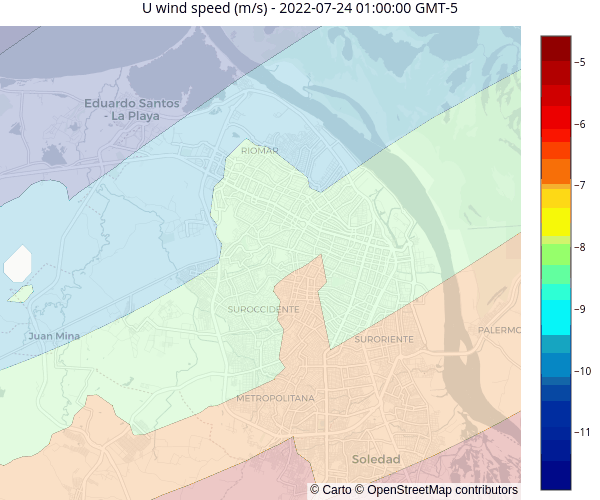 U wind speed (m/s) - 2022-07-24 01:00:00 GMT-5
Eduardo Santos
- La Playa
RIOMAR
SUROCCIDENTE
Juan Mina
SURORIENTE
PALERMO
METROPOLITANA
Soledad
© Carto © OpenStreetMap contributors
−5
−6
−7
−8
−9
−10
−11